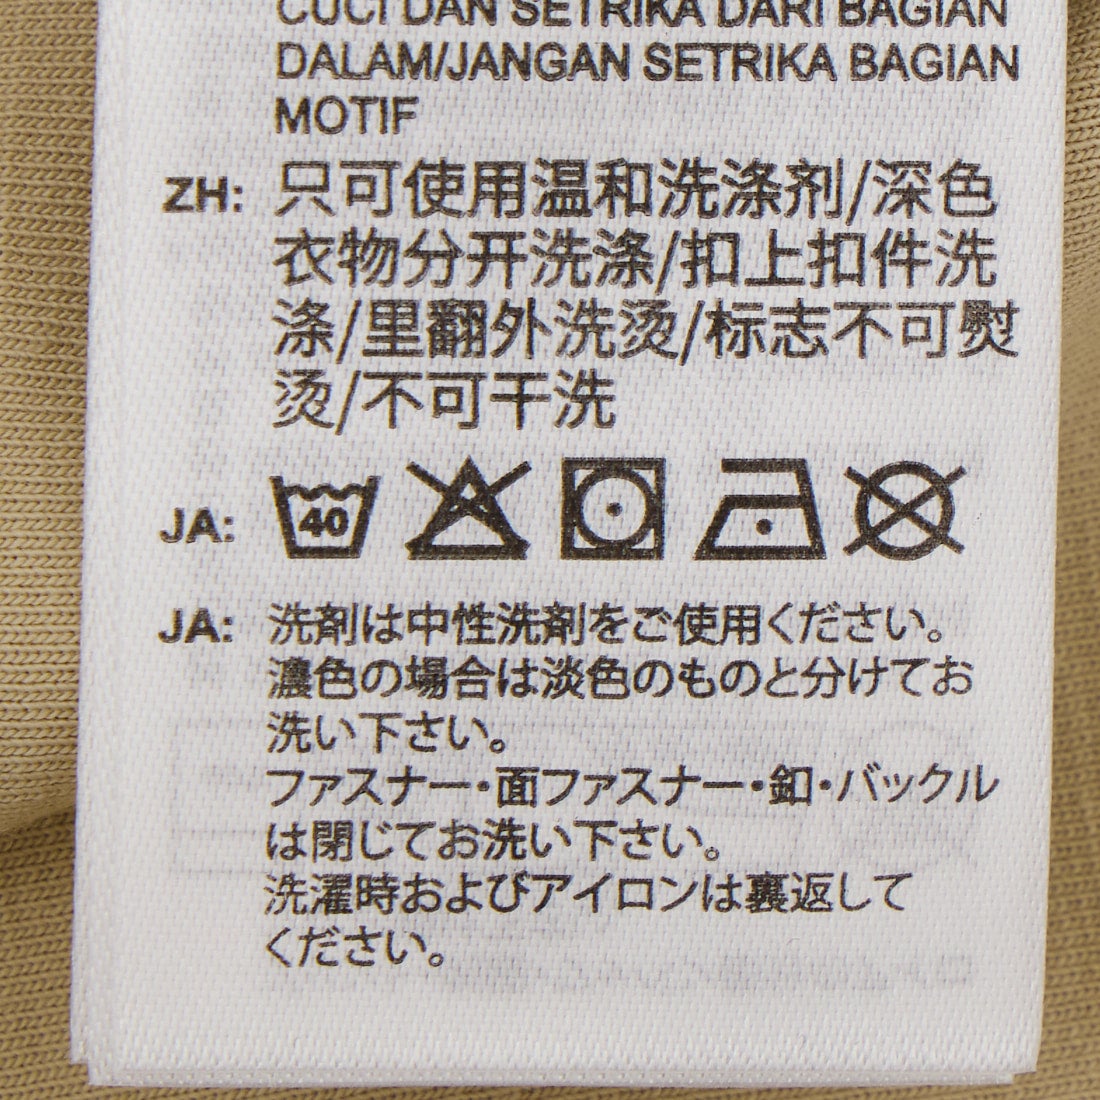 CUCI DAN SETRIKA DARI BAGIAN
DALAM/JANGAN SETRIKA BAGIAN
MOTIF
ZH: 只可使用温和洗涤剂/深色
衣物分开洗涤/扣上扣件洗
涤/里翻外洗烫/标志不可熨
烫/不可干洗
JA: 40
JA: 洗剤は中性洗剤をご使用ください。
濃色の場合は淡色のものと分けてお
洗い下さい。
ファスナー・面ファスナー・釦・バックル
は閉じてお洗い下さい。
洗濯時およびアイロンは裏返して
ください。